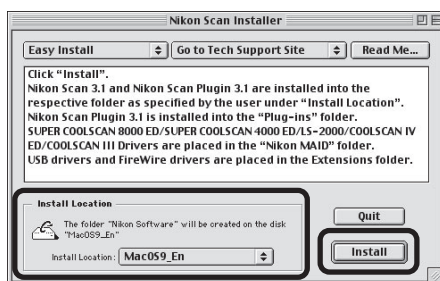 Nikon Scan Installer
Easy Install
Go to Tech Support Site
Read Me...
Click “Install”.
Nikon Scan 3.1 and Nikon Scan Plugin 3.1 are installed into the
respective folder as specified by the user under “Install Location”.
Nikon Scan Plugin 3.1 is installed into the “Plug-ins” folder.
SUPER COOLSCAN 8000 ED/SUPER COOLSCAN 4000 ED/LS-2000/COOLSCAN IV
ED/COOLSCAN III Drivers are placed in the “Nikon MAID” folder.
USB drivers and FireWire drivers are placed in the Extensions folder.
Install Location
The folder "Nikon Software" will be created on the disk
"MacOS9_En"
Install Location: MacOS9_En
Quit
Install